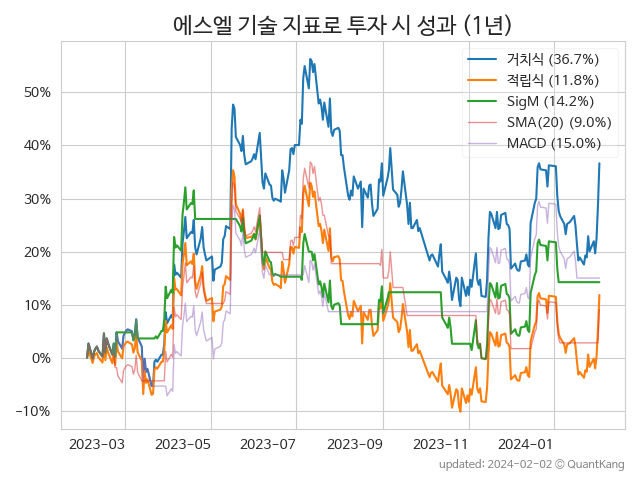 에스엘 기술 지표로 투자 시 성과 (1년)
거치식 (36.7%)
적립식 (11.8%)
SigM (14.2%)
SMA(20) (9.0%)
MACD (15.0%)
50%
40%
30%
20%
10%
0%
−10%
2023-03 2023-05 2023-07 2023-09 2023-11 2024-01
updated: 2024-02-02 © QuantKang